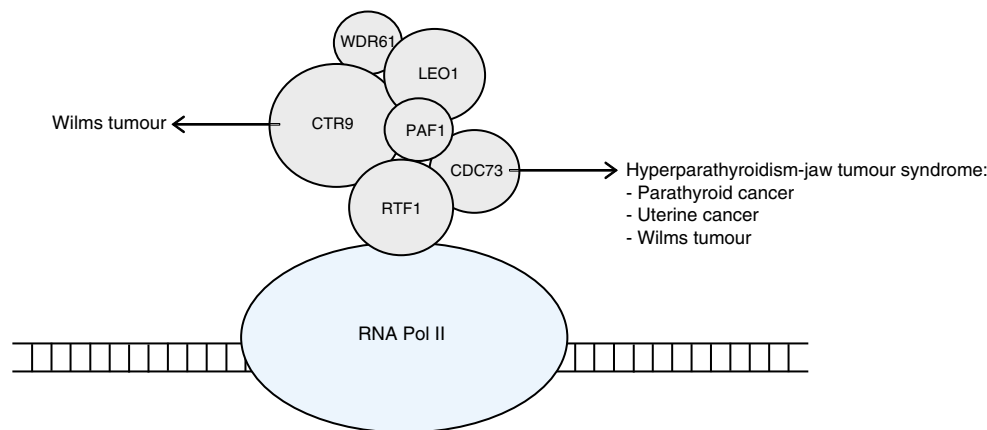 WDR61
LEO1
Wilms tumour
CTR9
PAF1
CDC73
Hyperparathyroidism-jaw tumour syndrome:
- Parathyroid cancer
- Uterine cancer
- Wilms tumour
RTF1
RNA Pol II